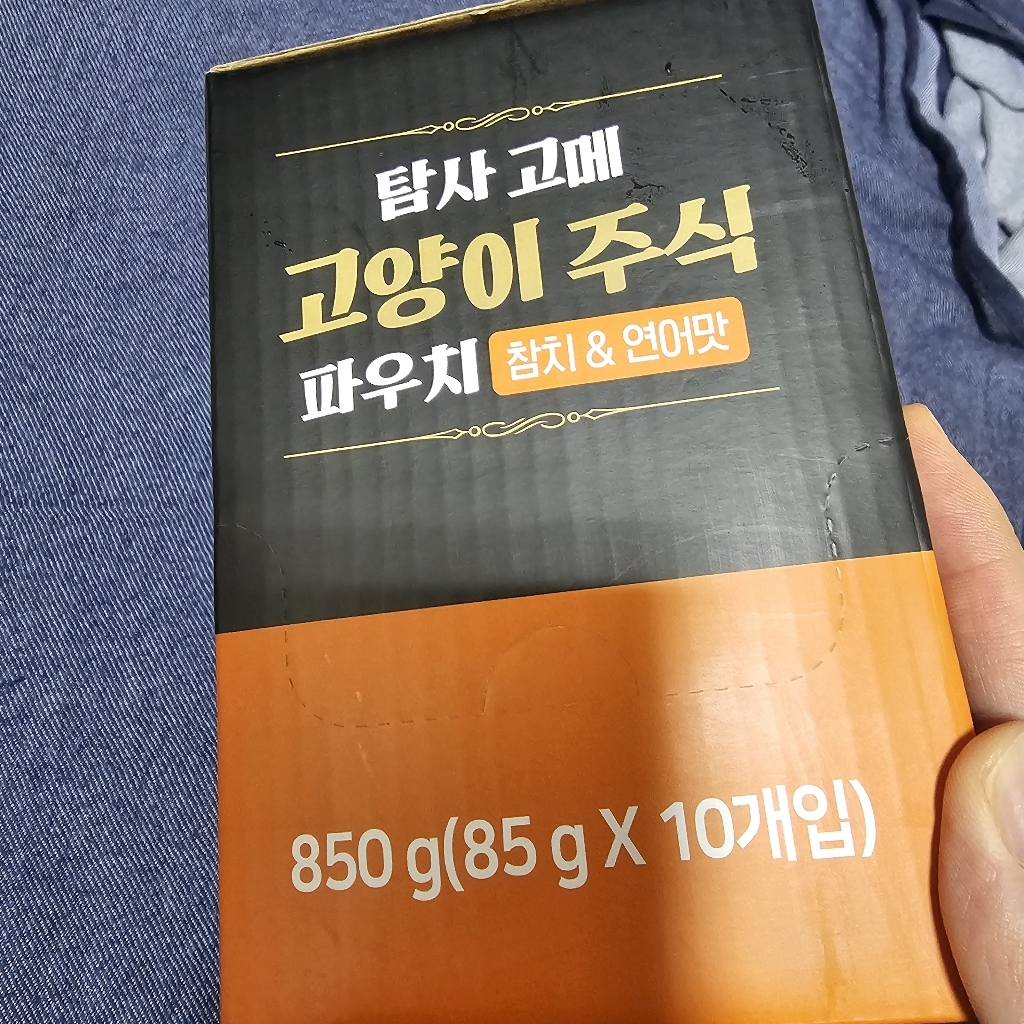 탐사 고메
고양이 주식
파우치 참치 & 연어맛
850 g(85 g X 10개입)